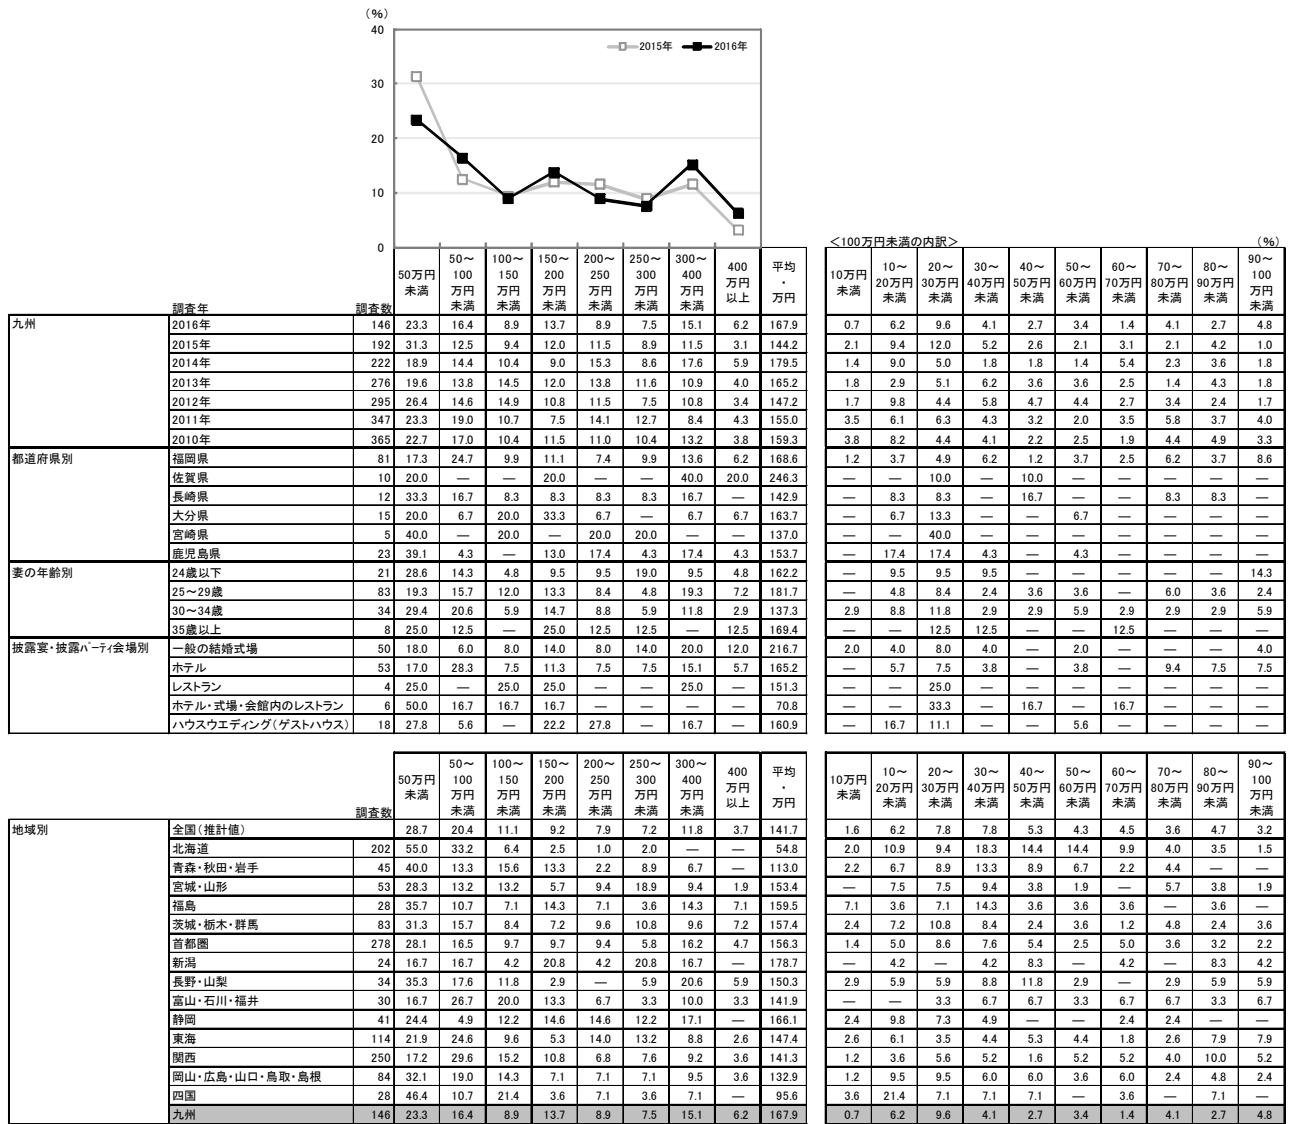 (%)
40
30
20
10
0
2015年 2016年
＜100万円未満の内訳＞ (%)
調査年 調査数 50万円未満 50～100万円未満 100～150万円未満 150～200万円未満 200～250万円未満 250～300万円未満 300～400万円未満 400万円以上 平均・万円 10万円未満 10～20万円未満 20～30万円未満 30～40万円未満 40～50万円未満 50～60万円未満 60～70万円未満 70～80万円未満 80～90万円未満 90～100万円未満
九州 2016年 146 23.3 16.4 8.9 13.7 8.9 7.5 15.1 6.2 167.9 0.7 6.2 9.6 4.1 2.7 3.4 1.4 4.1 2.7 4.8
2015年 192 31.3 12.5 9.4 12.0 11.5 8.9 11.5 3.1 144.2 2.1 9.4 12.0 5.2 2.6 2.1 3.1 2.1 4.2 1.0
2014年 222 18.9 14.4 10.4 9.0 15.3 8.6 17.6 5.9 179.5 1.4 9.0 5.0 1.8 1.8 1.4 5.4 2.3 3.6 1.8
2013年 276 19.6 13.8 14.5 12.0 13.8 11.6 10.9 4.0 165.2 1.8 2.9 5.1 6.2 3.6 3.6 2.5 1.4 4.3 1.8
2012年 295 26.4 14.6 14.9 10.8 11.5 7.5 10.8 3.4 147.2 1.7 9.8 4.4 5.8 4.7 4.4 2.7 3.4 2.4 1.7
2011年 347 23.3 19.0 10.7 7.5 14.1 12.7 8.4 4.3 155.0 3.5 6.1 6.3 4.3 3.2 2.0 3.5 5.8 3.7 4.0
2010年 365 22.7 17.0 10.4 11.5 11.0 10.4 13.2 3.8 159.3 3.8 8.2 4.4 4.1 2.2 2.5 1.9 4.4 4.9 3.3
都道府県別 福岡県 81 17.3 24.7 9.9 11.1 7.4 9.9 13.6 6.2 168.6 1.2 3.7 4.9 6.2 1.2 3.7 2.5 6.2 3.7 8.6
佐賀県 10 20.0 — — 20.0 — — 40.0 20.0 246.3 — — 10.0 — 10.0 — — — — —
長崎県 12 33.3 16.7 8.3 8.3 8.3 8.3 16.7 — 142.9 — 8.3 8.3 — 16.7 — — 8.3 8.3 —
大分県 15 20.0 6.7 20.0 33.3 6.7 — 6.7 6.7 163.7 — 6.7 13.3 — — 6.7 — — — —
宮崎県 5 40.0 — 20.0 — 20.0 20.0 — — 137.0 — — 40.0 — — — — — — —
鹿児島県 23 39.1 4.3 — 13.0 17.4 4.3 17.4 4.3 153.7 — 17.4 17.4 4.3 — 4.3 — — — —
妻の年齢別 24歳以下 21 28.6 14.3 4.8 9.5 9.5 19.0 9.5 4.8 162.2 — 9.5 9.5 9.5 — — — — — 14.3
25～29歳 83 19.3 15.7 12.0 13.3 8.4 4.8 19.3 7.2 181.7 — 4.8 8.4 2.4 3.6 3.6 — 6.0 3.6 2.4
30～34歳 34 29.4 20.6 5.9 14.7 8.8 5.9 11.8 2.9 137.3 2.9 8.8 11.8 2.9 2.9 5.9 2.9 2.9 2.9 5.9
35歳以上 8 25.0 12.5 — 25.0 12.5 12.5 — 12.5 169.4 — — 12.5 12.5 — — 12.5 — — —
披露宴・披露パーティ会場別 一般の結婚式場 50 18.0 6.0 8.0 14.0 8.0 14.0 20.0 12.0 216.7 2.0 4.0 8.0 4.0 — 2.0 — — — 4.0
ホテル 53 17.0 28.3 7.5 11.3 7.5 7.5 15.1 5.7 165.2 — 5.7 7.5 3.8 — 3.8 — 9.4 7.5 7.5
レストラン 4 25.0 — 25.0 25.0 — — 25.0 — 151.3 — — 25.0 — — — — — — —
ホテル・式場・会館内のレストラン 6 50.0 16.7 16.7 16.7 — — — — 70.8 — — 33.3 — 16.7 — 16.7 — — —
ハウスウエディング(ゲストハウス) 18 27.8 5.6 — 22.2 27.8 — 16.7 — 160.9 — 16.7 11.1 — — 5.6 — — — —
調査数 50万円未満 50～100万円未満 100～150万円未満 150～200万円未満 200～250万円未満 250～300万円未満 300～400万円未満 400万円以上 平均・万円 10万円未満 10～20万円未満 20～30万円未満 30～40万円未満 40～50万円未満 50～60万円未満 60～70万円未満 70～80万円未満 80～90万円未満 90～100万円未満
地域別 全国(推計値) 28.7 20.4 11.1 9.2 7.9 7.2 11.8 3.7 141.7 1.6 6.2 7.8 7.8 5.3 4.3 4.5 3.6 4.7 3.2
北海道 202 55.0 33.2 6.4 2.5 1.0 2.0 — — 54.8 2.0 10.9 9.4 18.3 14.4 14.4 9.9 4.0 3.5 1.5
青森・秋田・岩手 45 40.0 13.3 15.6 13.3 2.2 8.9 6.7 — 113.0 2.2 6.7 8.9 13.3 8.9 6.7 2.2 4.4 — —
宮城・山形 53 28.3 13.2 13.2 5.7 9.4 18.9 9.4 1.9 153.4 — 7.5 7.5 9.4 3.8 1.9 — 5.7 3.8 1.9
福島 28 35.7 10.7 7.1 14.3 7.1 3.6 14.3 7.1 159.5 7.1 3.6 7.1 14.3 3.6 3.6 3.6 — 3.6 —
茨城・栃木・群馬 83 31.3 15.7 8.4 7.2 9.6 10.8 9.6 7.2 157.4 2.4 7.2 10.8 8.4 2.4 3.6 1.2 4.8 2.4 3.6
首都圏 278 28.1 16.5 9.7 9.7 9.4 5.8 16.2 4.7 156.3 1.4 5.0 8.6 7.6 5.4 2.5 5.0 3.6 3.2 2.2
新潟 24 16.7 16.7 4.2 20.8 4.2 20.8 16.7 — 178.7 — 4.2 — 4.2 8.3 — 4.2 — 8.3 4.2
長野・山梨 34 35.3 17.6 11.8 2.9 — 5.9 20.6 5.9 150.3 2.9 5.9 5.9 8.8 11.8 2.9 — 2.9 5.9 5.9
富山・石川・福井 30 16.7 26.7 20.0 13.3 6.7 3.3 10.0 3.3 141.9 — — 3.3 6.7 6.7 3.3 6.7 6.7 3.3 6.7
静岡 41 24.4 4.9 12.2 14.6 14.6 12.2 17.1 — 166.1 2.4 9.8 7.3 4.9 — — 2.4 2.4 — —
東海 114 21.9 24.6 9.6 5.3 14.0 13.2 8.8 2.6 147.4 2.6 6.1 3.5 4.4 5.3 4.4 1.8 2.6 7.9 7.9
関西 250 17.2 29.6 15.2 10.8 6.8 7.6 9.2 3.6 141.3 1.2 3.6 5.6 5.2 1.6 5.2 5.2 4.0 10.0 5.2
岡山・広島・山口・鳥取・島根 84 32.1 19.0 14.3 7.1 7.1 7.1 9.5 3.6 132.9 1.2 9.5 9.5 6.0 6.0 3.6 6.0 2.4 4.8 2.4
四国 28 46.4 10.7 21.4 3.6 7.1 3.6 7.1 — 95.6 3.6 21.4 7.1 7.1 7.1 — 3.6 — 7.1 —
九州 146 23.3 16.4 8.9 13.7 8.9 7.5 15.1 6.2 167.9 0.7 6.2 9.6 4.1 2.7 3.4 1.4 4.1 2.7 4.8